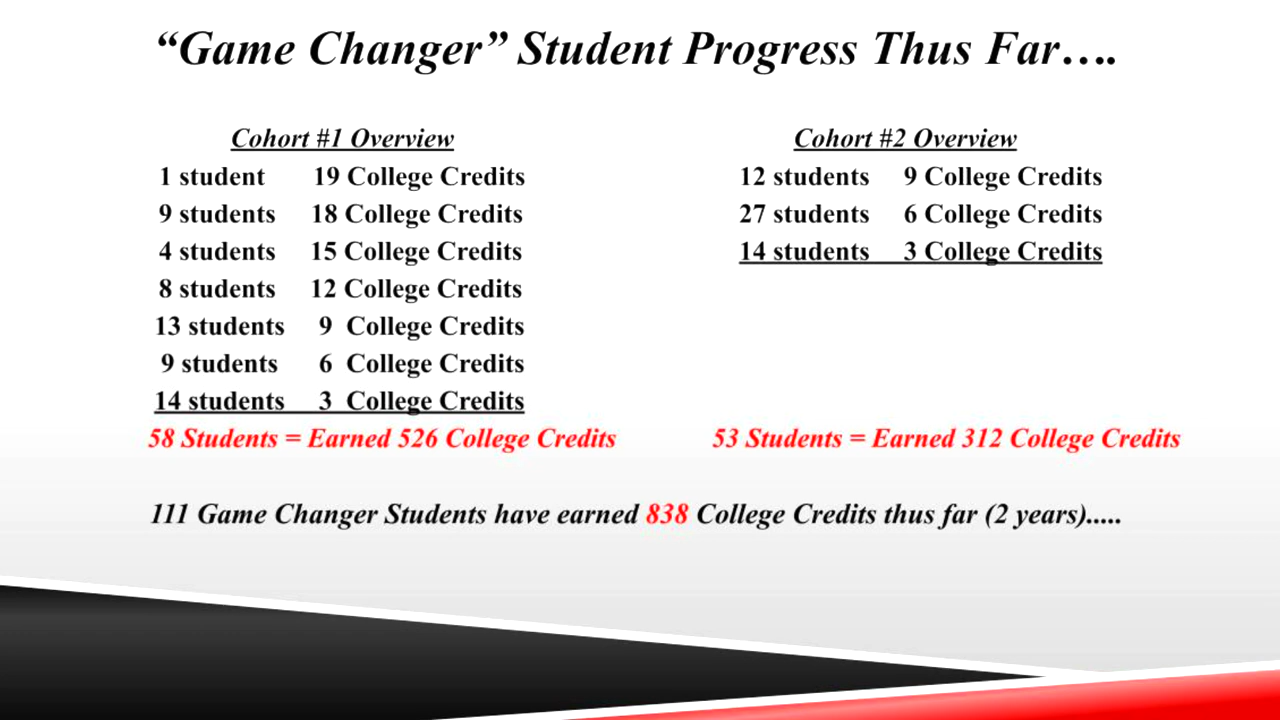 “Game Changer” Student Progress Thus Far….
Cohort #1 Overview
1 student 19 College Credits
9 students 18 College Credits
4 students 15 College Credits
8 students 12 College Credits
13 students 9 College Credits
9 students 6 College Credits
14 students 3 College Credits
58 Students = Earned 526 College Credits
Cohort #2 Overview
12 students 9 College Credits
27 students 6 College Credits
14 students 3 College Credits
53 Students = Earned 312 College Credits
111 Game Changer Students have earned 838 College Credits thus far (2 years).....